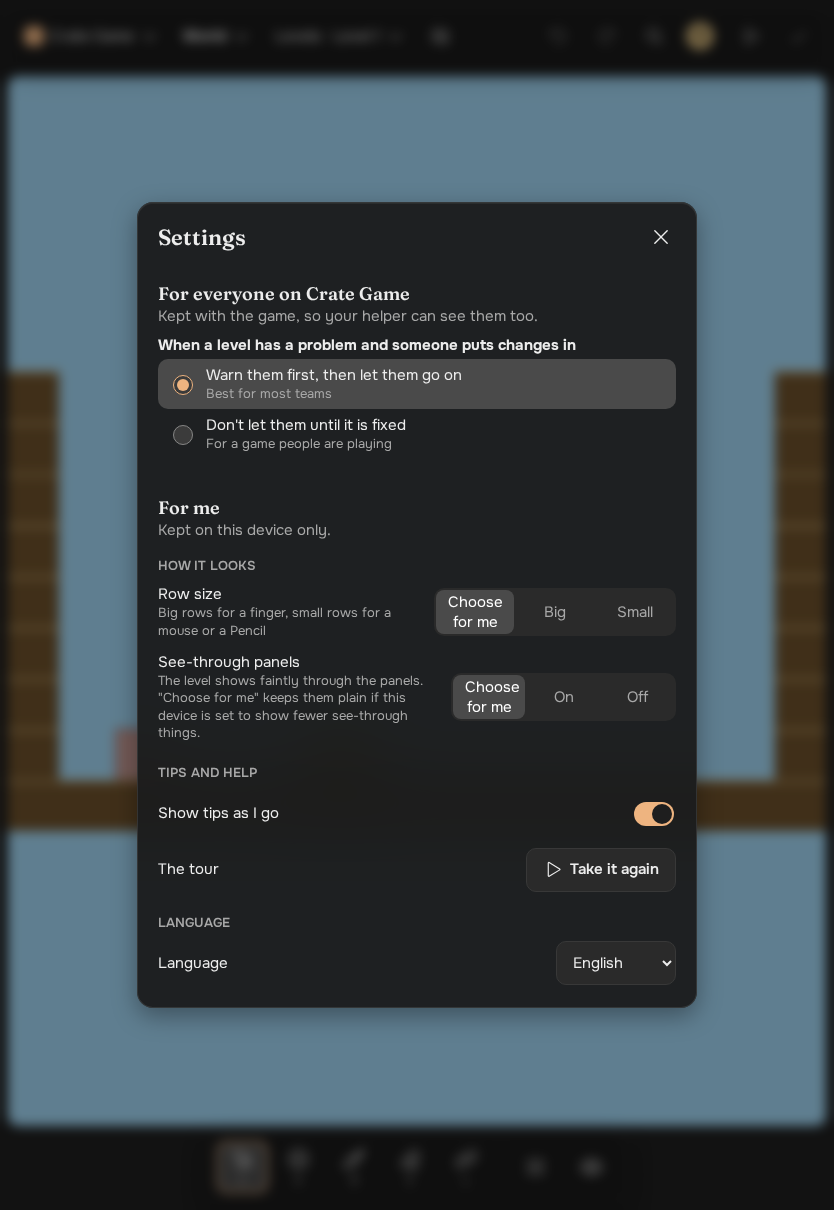 Settings
For everyone on Crate Game
Kept with the game, so your helper can see them too.
When a level has a problem and someone puts changes in
Warn them first, then let them go on
Best for most teams
Don't let them until it is fixed
For a game people are playing
For me
Kept on this device only.
HOW IT LOOKS
Row size
Big rows for a finger, small rows for a
mouse or a Pencil
Choose
for me
Big
Small
See-through panels
The level shows faintly through the panels.
"Choose for me" keeps them plain if this
device is set to show fewer see-through
things.
Choose
for me
On
Off
TIPS AND HELP
Show tips as I go
The tour
Take it again
LANGUAGE
Language
English